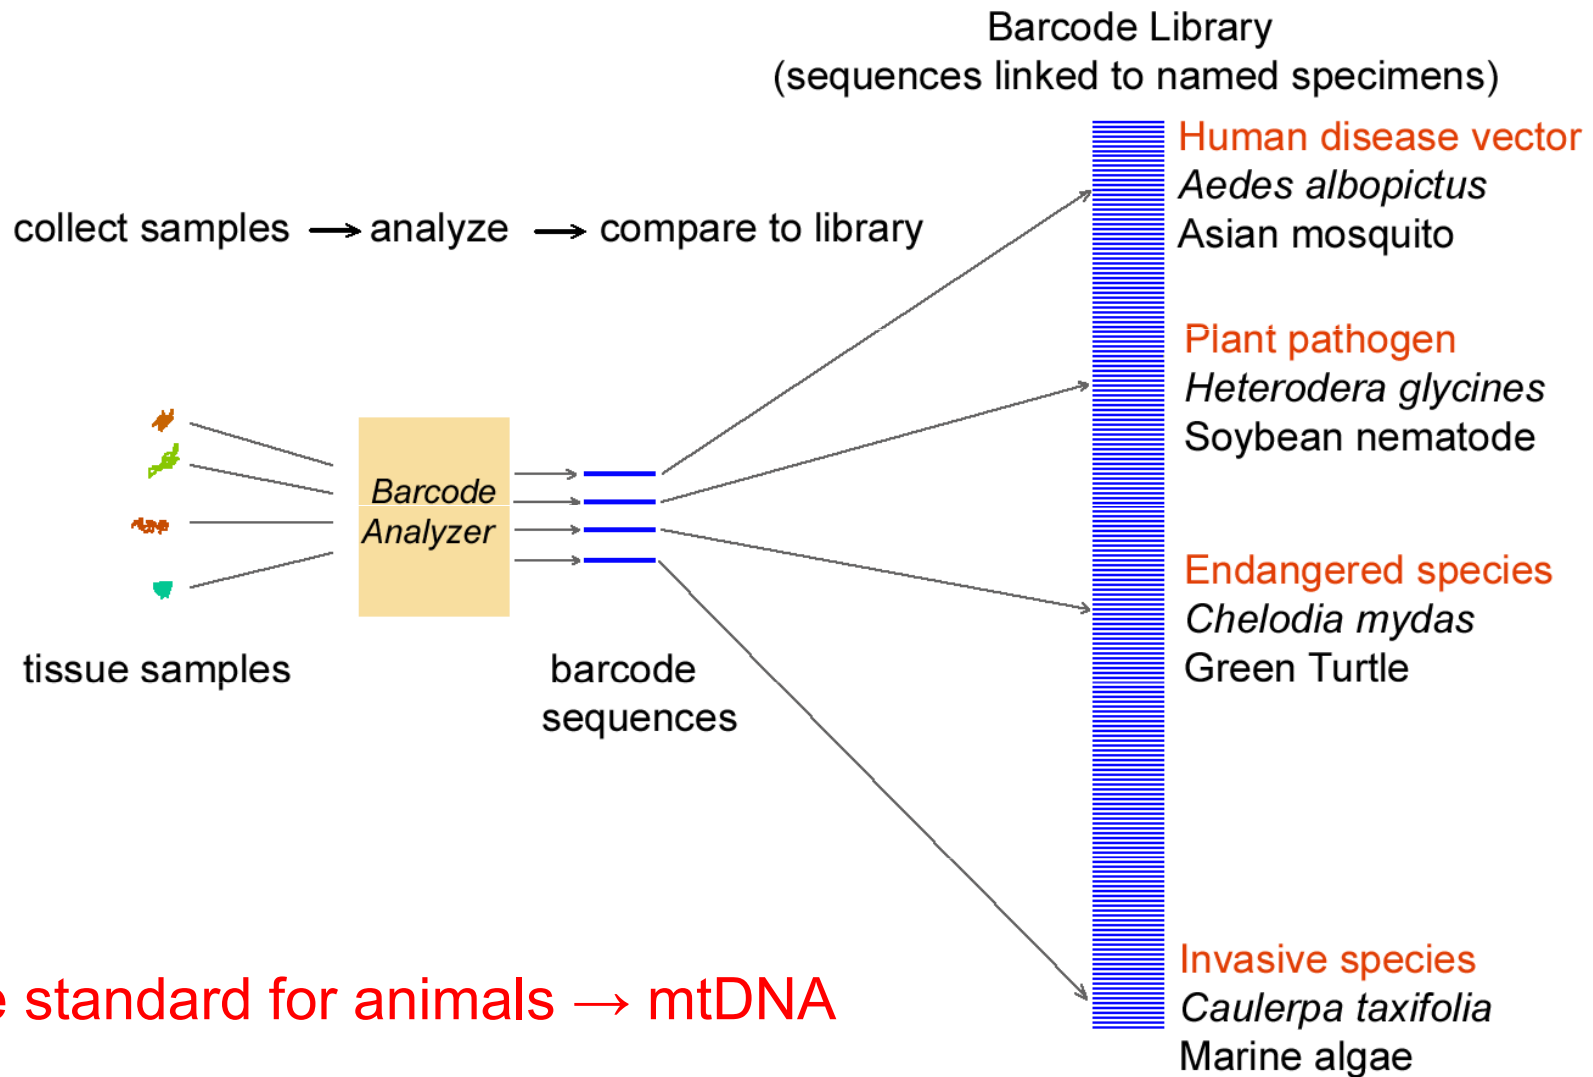 Barcode Library
(sequences linked to named specimens)
collect samples → analyze → compare to library
Human disease vector
Aedes albopictus
Asian mosquito
Plant pathogen
Heterodera glycines
Soybean nematode
Barcode
Analyzer
Endangered species
Chelodia mydas
Green Turtle
tissue samples
barcode
sequences
Invasive species
Caulerpa taxifolia
Marine algae
standard for animals → mtDNA